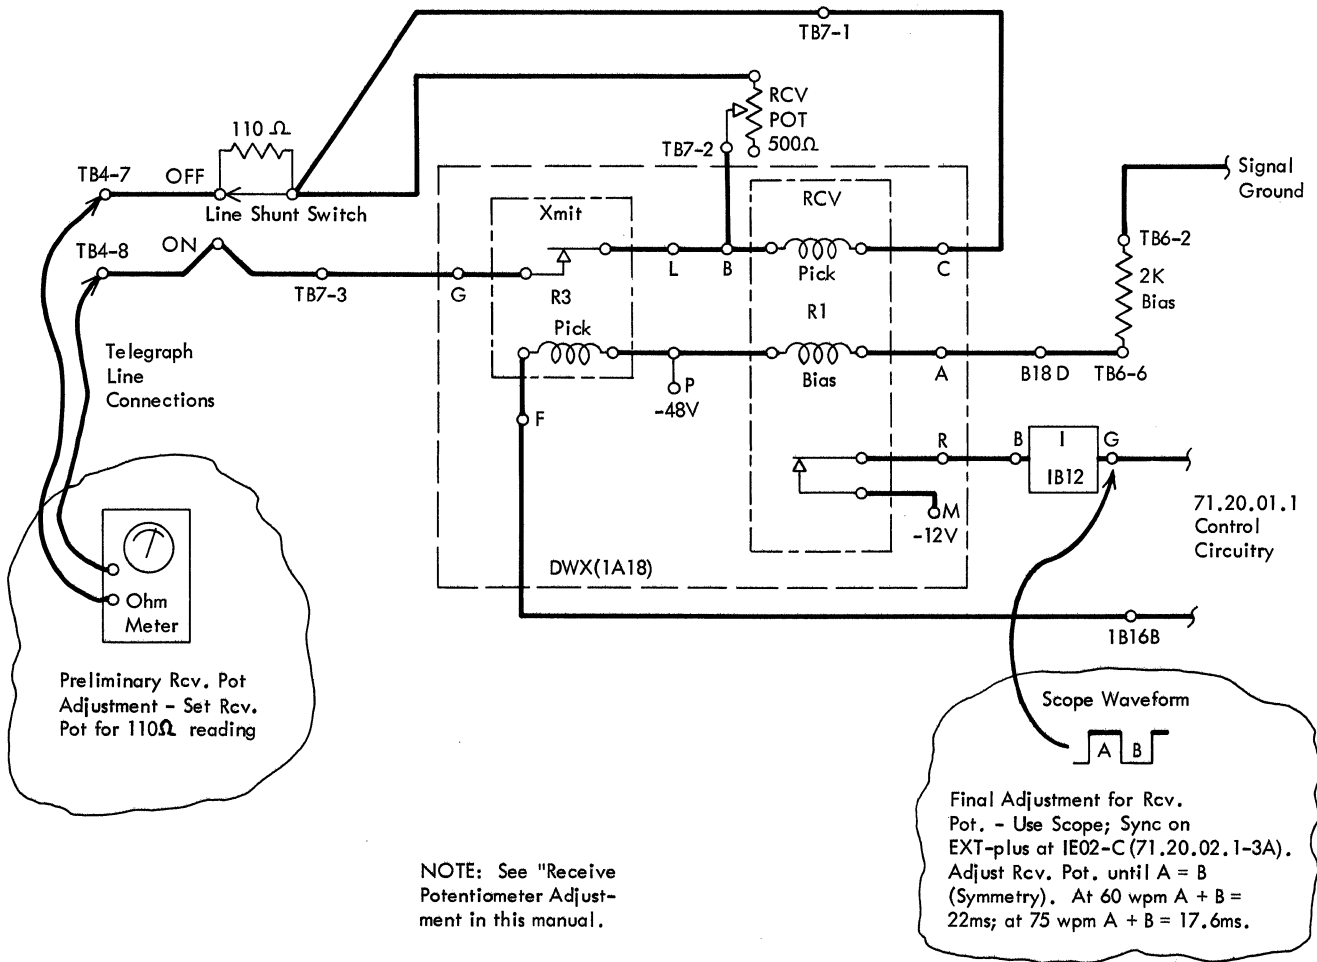 TB7-1
RCV
POT
500Ω
TB7-2
110 Ω
TB4-7
OFF
Line Shunt Switch
Signal
Ground
Xmit
RCV
TB4-8
ON
TB7-3
G
L
B
Pick
C
TB6-2
2K
Bias
R3
R1
Pick
Telegraph
Line
Connections
P
-48V
Bias
A
B18 D
TB6-6
F
R
B
I
G
IB12
M
-12V
71.20.01.1
Control
Circuitry
DWX(1A18)
Ohm
Meter
1B16B
Preliminary Rcv. Pot
Adjustment - Set Rcv.
Pot for 110Ω reading
Scope Waveform
A
B
Final Adjustment for Rcv.
Pot. - Use Scope; Sync on
EXT-plus at IE02-C (71.20.02.1-3A).
Adjust Rcv. Pot. until A = B
(Symmetry). At 60 wpm A + B =
22ms; at 75 wpm A + B = 17.6ms.
NOTE: See "Receive
Potentiometer Adjust-
ment in this manual.